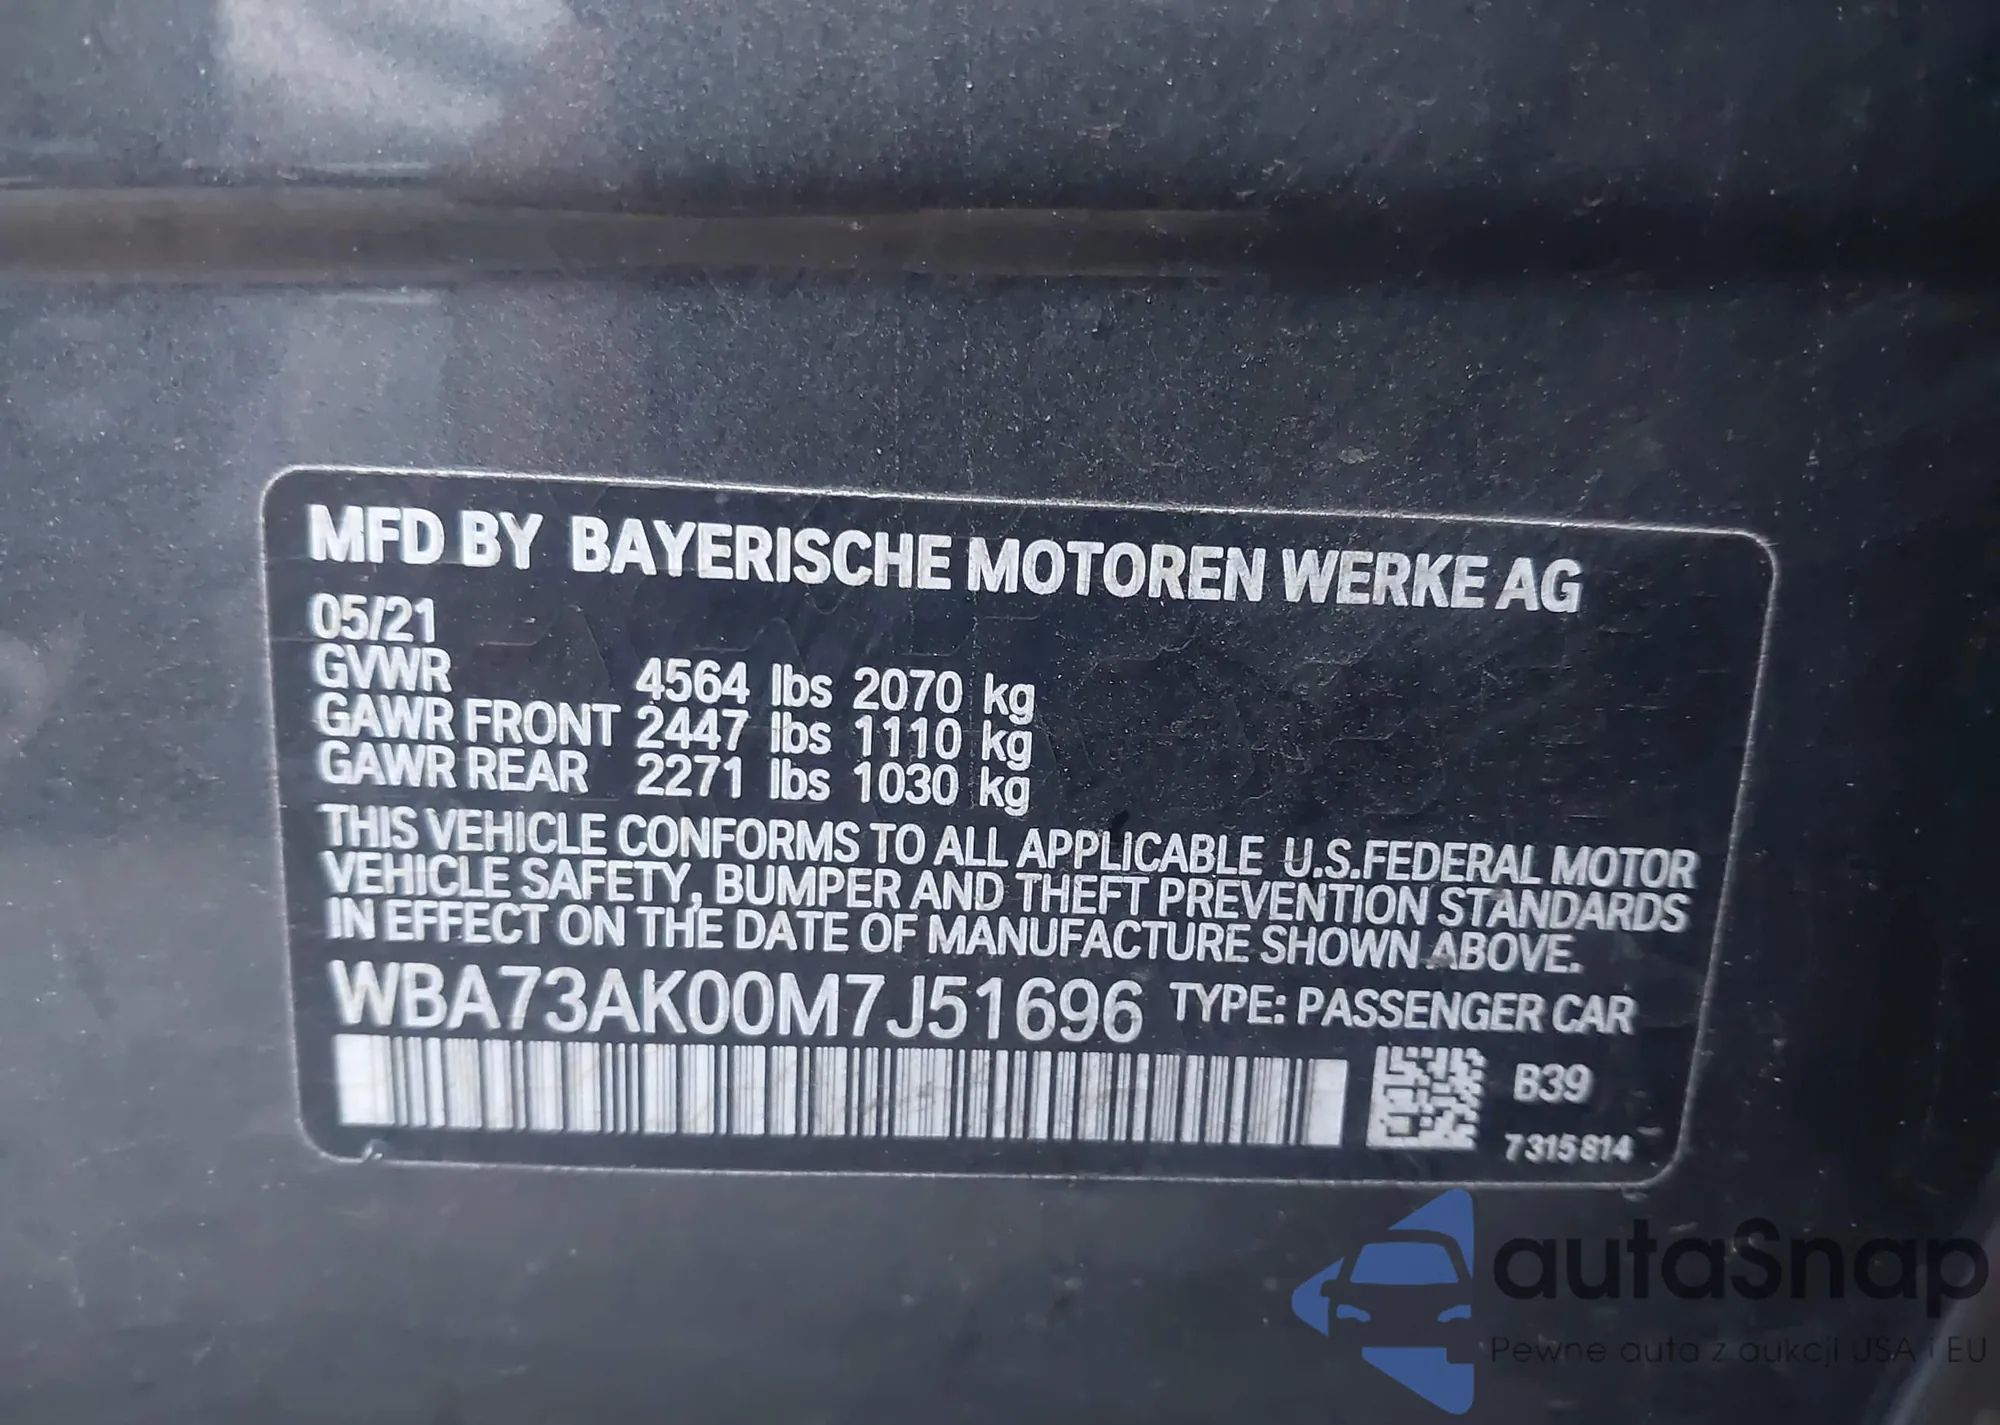 MFD BY BAYERISCHE MOTOREN WERKE AG
05/21
GVWR 4564 lbs 2070 kg
GAWR FRONT 2447 lbs 1110 kg
GAWR REAR 2271 lbs 1030 kg
THIS VEHICLE CONFORMS TO ALL APPLICABLE U.S.FEDERAL MOTOR
VEHICLE SAFETY, BUMPER AND THEFT PREVENTION STANDARDS
IN EFFECT ON THE DATE OF MANUFACTURE SHOWN ABOVE.
WBA73AK00M7J51696 TYPE: PASSENGER CAR
B39
7315814
autaSnap
Pewne auta z aukcji USA i EU